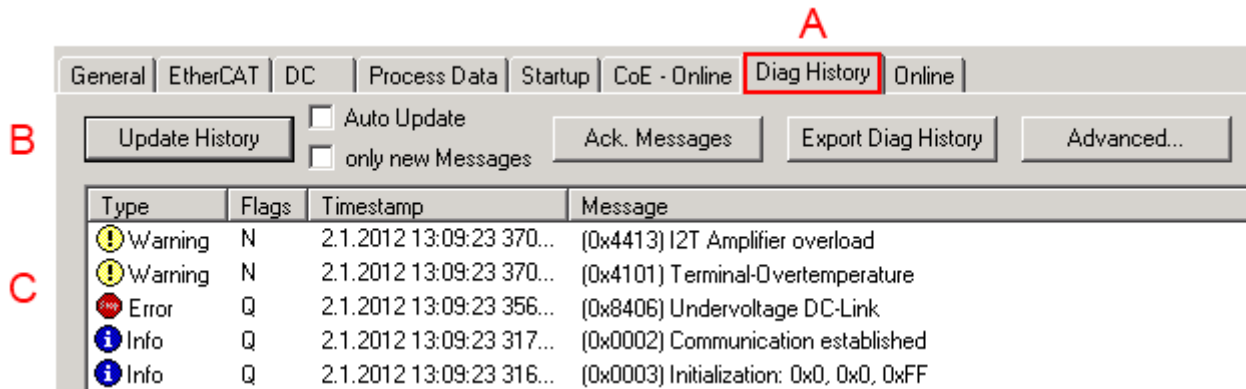 A
General EtherCAT DC Process Data Startup CoE - Online Diag History Online
B
Update History Auto Update Ack. Messages Export Diag History Advanced...
only new Messages
Type Flags Timestamp Message
C
Warning N 2.1.2012 13:09:23 370... (0x4413) I2T Amplifier overload
Warning N 2.1.2012 13:09:23 370... (0x4101) Terminal-Overtemperature
Error Q 2.1.2012 13:09:23 356... (0x8406) Undervoltage DC-Link
Info Q 2.1.2012 13:09:23 317... (0x0002) Communication established
Info Q 2.1.2012 13:09:23 316... (0x0003) Initialization: 0x0, 0x0, 0xFF